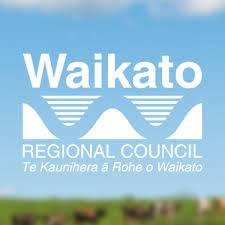 Waikato
REGIONAL COUNCIL
Te Kaunihera ā Rohe o Waikato